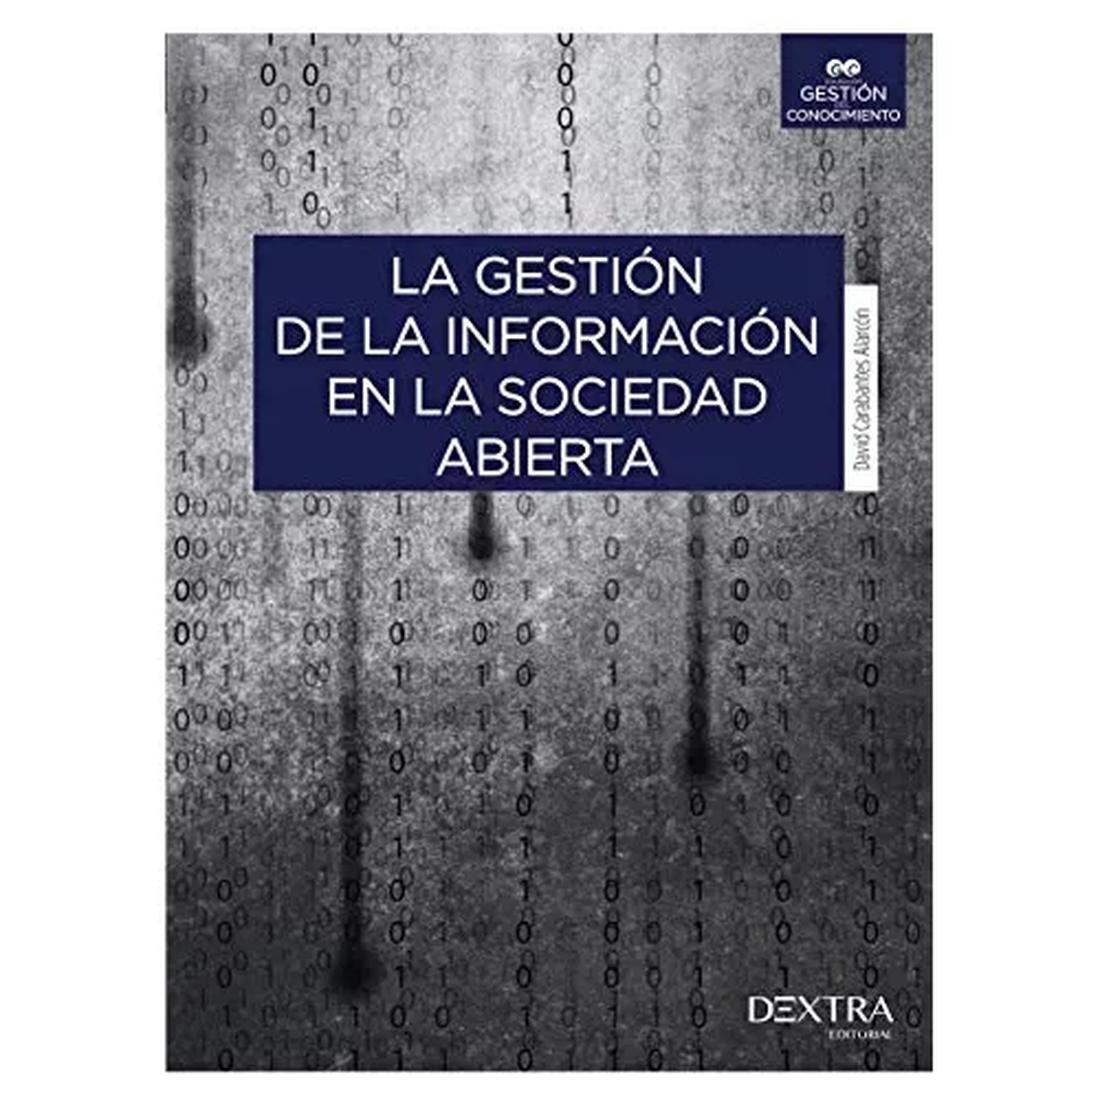 GESTIÓN
CONOCIMIENTO
LA GESTIÓN
DE LA INFORMACIÓN
EN LA SOCIEDAD
ABIERTA
David Carabantes Alarcón
DEXTRA
EDITORIAL